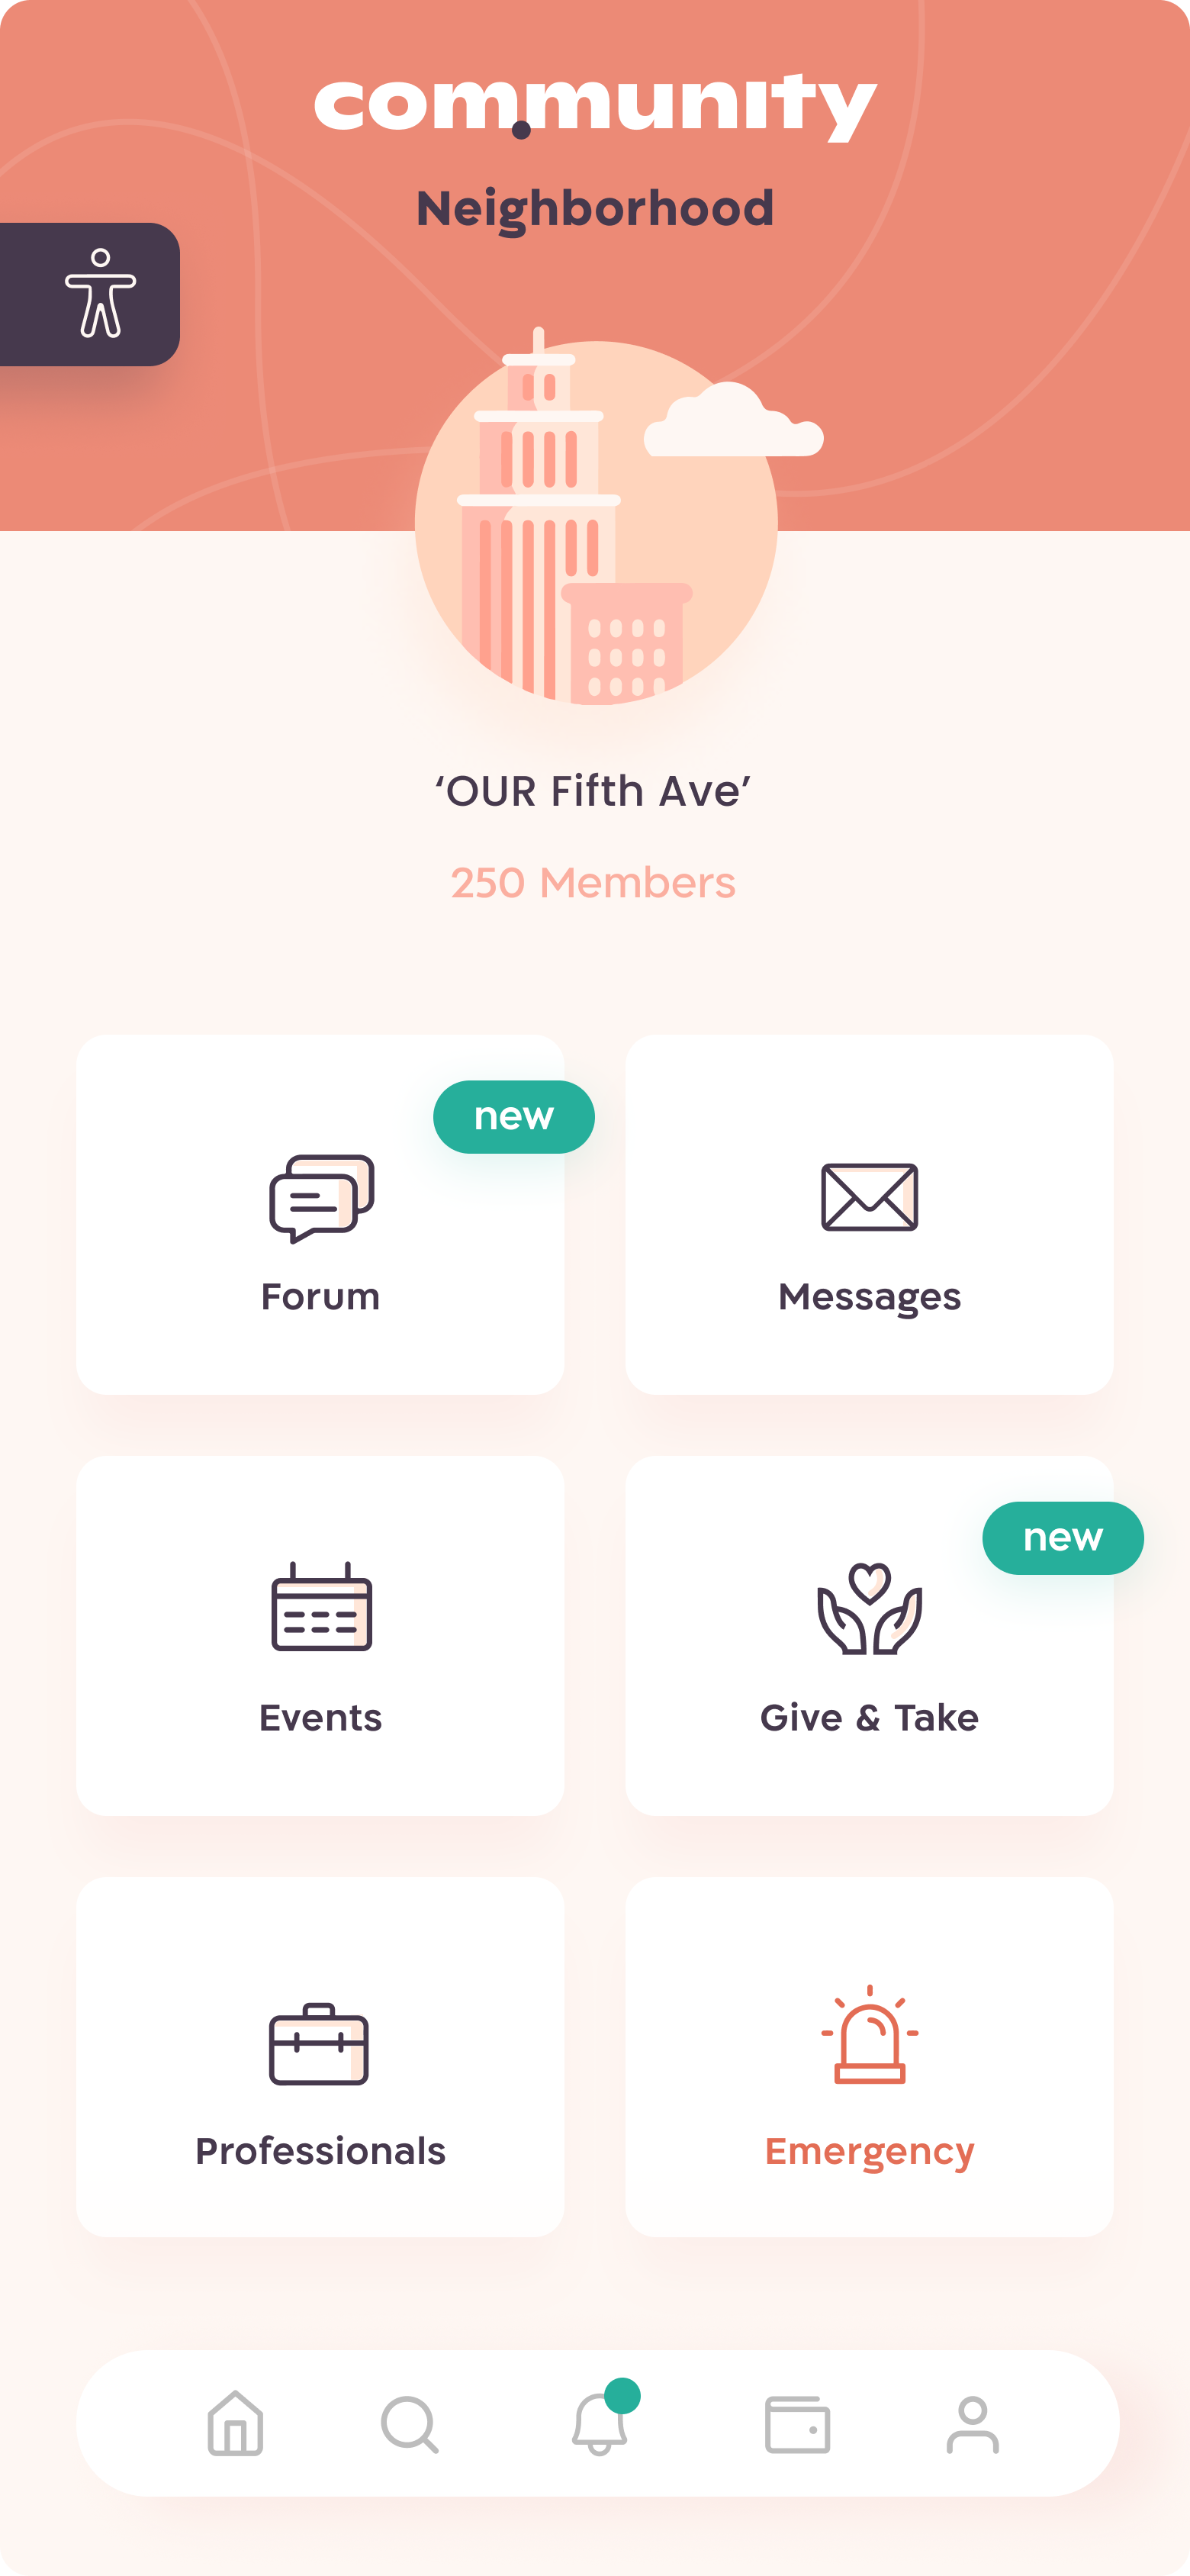 community
Neighborhood
‘OUR Fifth Ave’
250 Members
new
Forum
Messages
new
Events
Give & Take
Professionals
Emergency